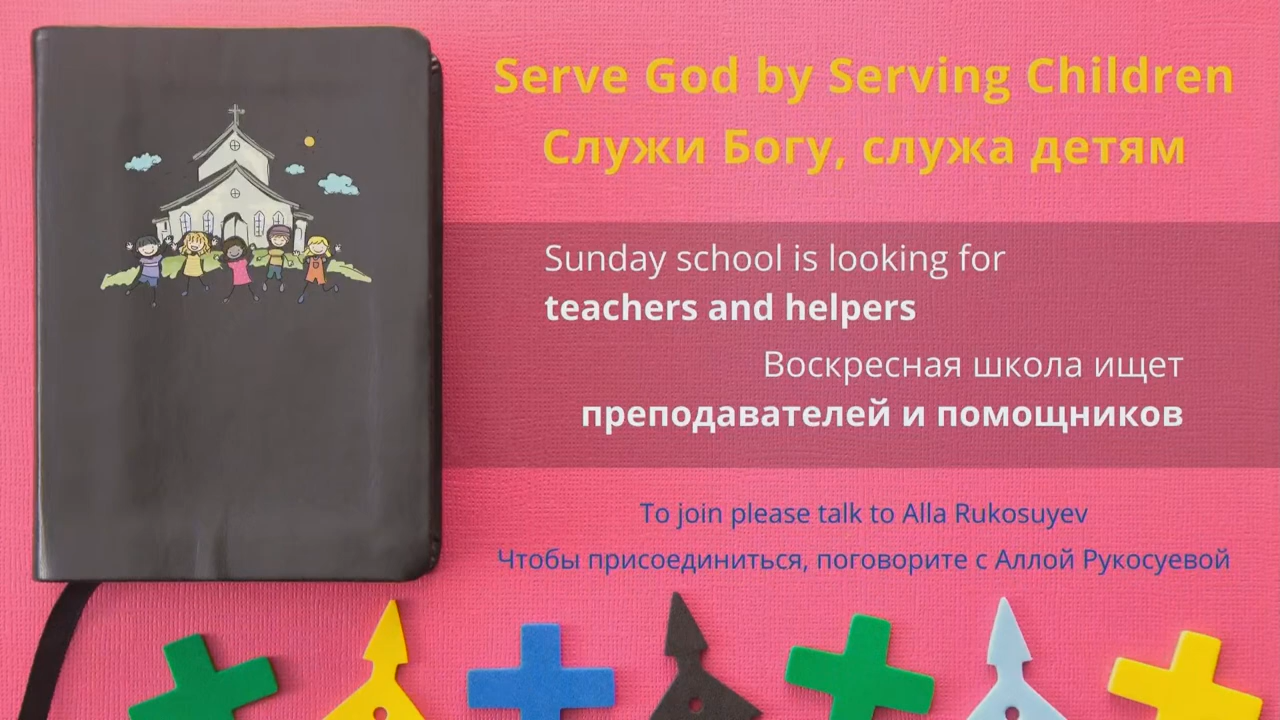 Serve God by Serving Children
Служи Богу, служа детям
Sunday school is looking for
teachers and helpers
Воскресная школа ищет
преподавателей и помощников
To join please talk to Alla Rukosuyev
Чтобы присоединиться, поговорите с Аллой Рукосуевой